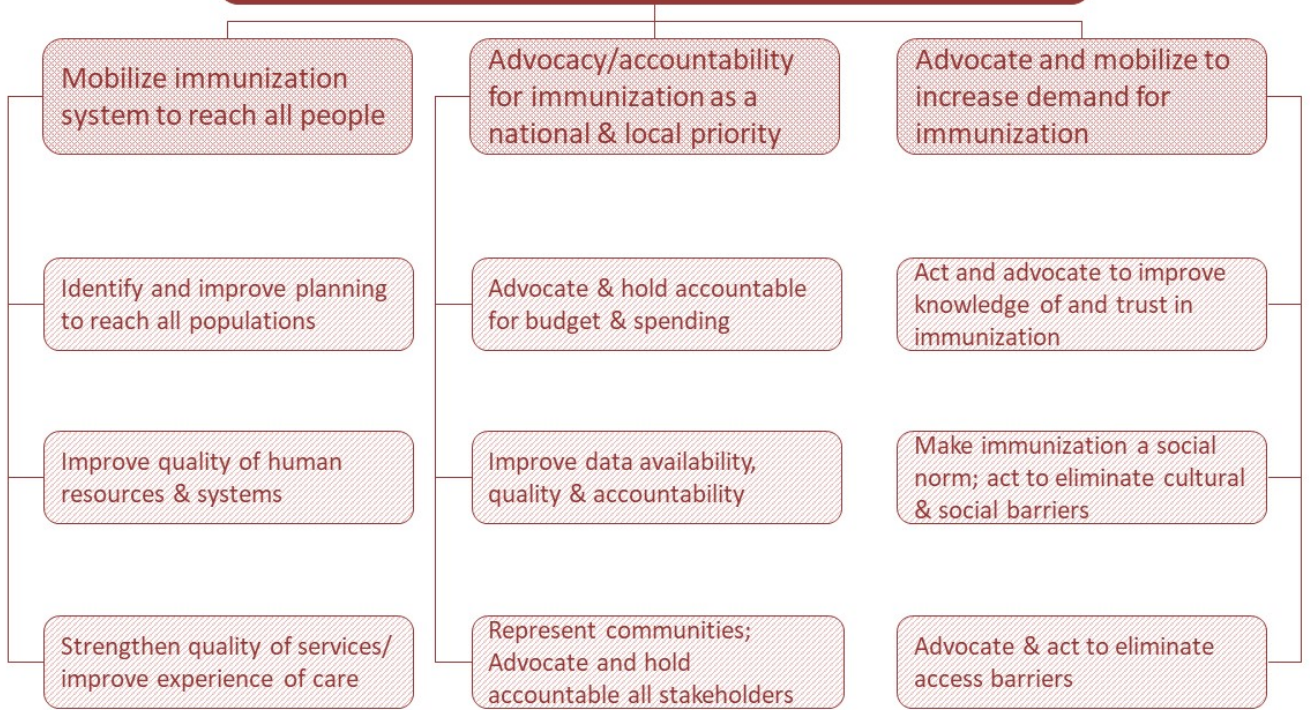 Mobilize immunization
system to reach all people
Advocacy/accountability
for immunization as a
national & local priority
Advocate and mobilize to
increase demand for
immunization
Identify and improve planning
to reach all populations
Advocate & hold accountable
for budget & spending
Act and advocate to improve
knowledge of and trust in
immunization
Improve quality of human
resources & systems
Improve data availability,
quality & accountability
Make immunization a social
norm; act to eliminate cultural
& social barriers
Strengthen quality of services/
improve experience of care
Represent communities;
Advocate and hold
accountable all stakeholders
Advocate & act to eliminate
access barriers